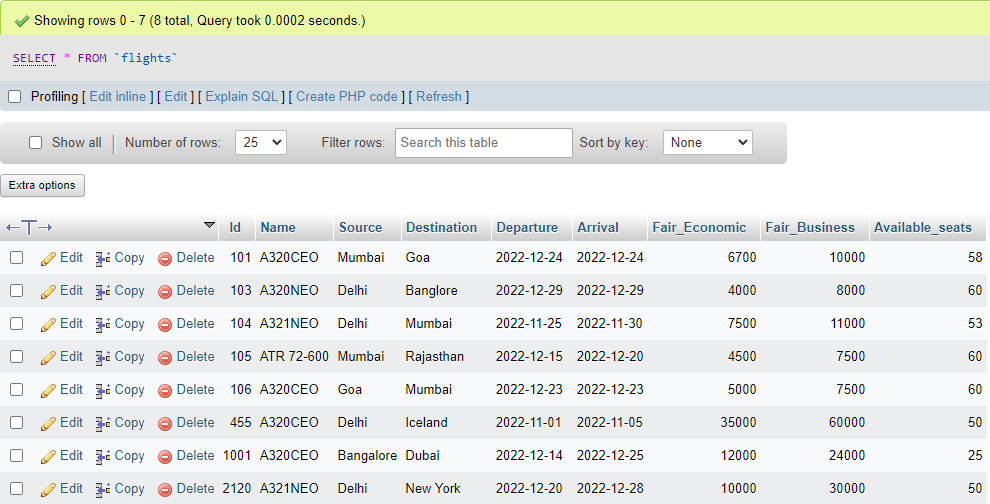 Showing rows 0 - 7 (8 total, Query took 0.0002 seconds.)
SELECT * FROM `flights`
Profiling [ Edit inline ] [ Edit ] [ Explain SQL ] [ Create PHP code ] [ Refresh ]
Show all Number of rows: 25 Filter rows: Search this table Sort by key: None
Extra options
←T→ Id Name Source Destination Departure Arrival Fair_Economic Fair_Business Available_seats
Edit Copy Delete 101 A320CEO Mumbai Goa 2022-12-24 2022-12-24 6700 10000 58
Edit Copy Delete 103 A320NEO Delhi Banglore 2022-12-29 2022-12-29 4000 8000 60
Edit Copy Delete 104 A321NEO Delhi Mumbai 2022-11-25 2022-11-30 7500 11000 53
Edit Copy Delete 105 ATR 72-600 Mumbai Rajasthan 2022-12-15 2022-12-20 4500 7500 60
Edit Copy Delete 106 A320CEO Goa Mumbai 2022-12-23 2022-12-23 5000 7500 60
Edit Copy Delete 455 A320CEO Delhi Iceland 2022-11-01 2022-11-05 35000 60000 50
Edit Copy Delete 1001 A320CEO Bangalore Dubai 2022-12-14 2022-12-25 12000 24000 25
Edit Copy Delete 2120 A321NEO Delhi New York 2022-12-20 2022-12-28 10000 30000 50